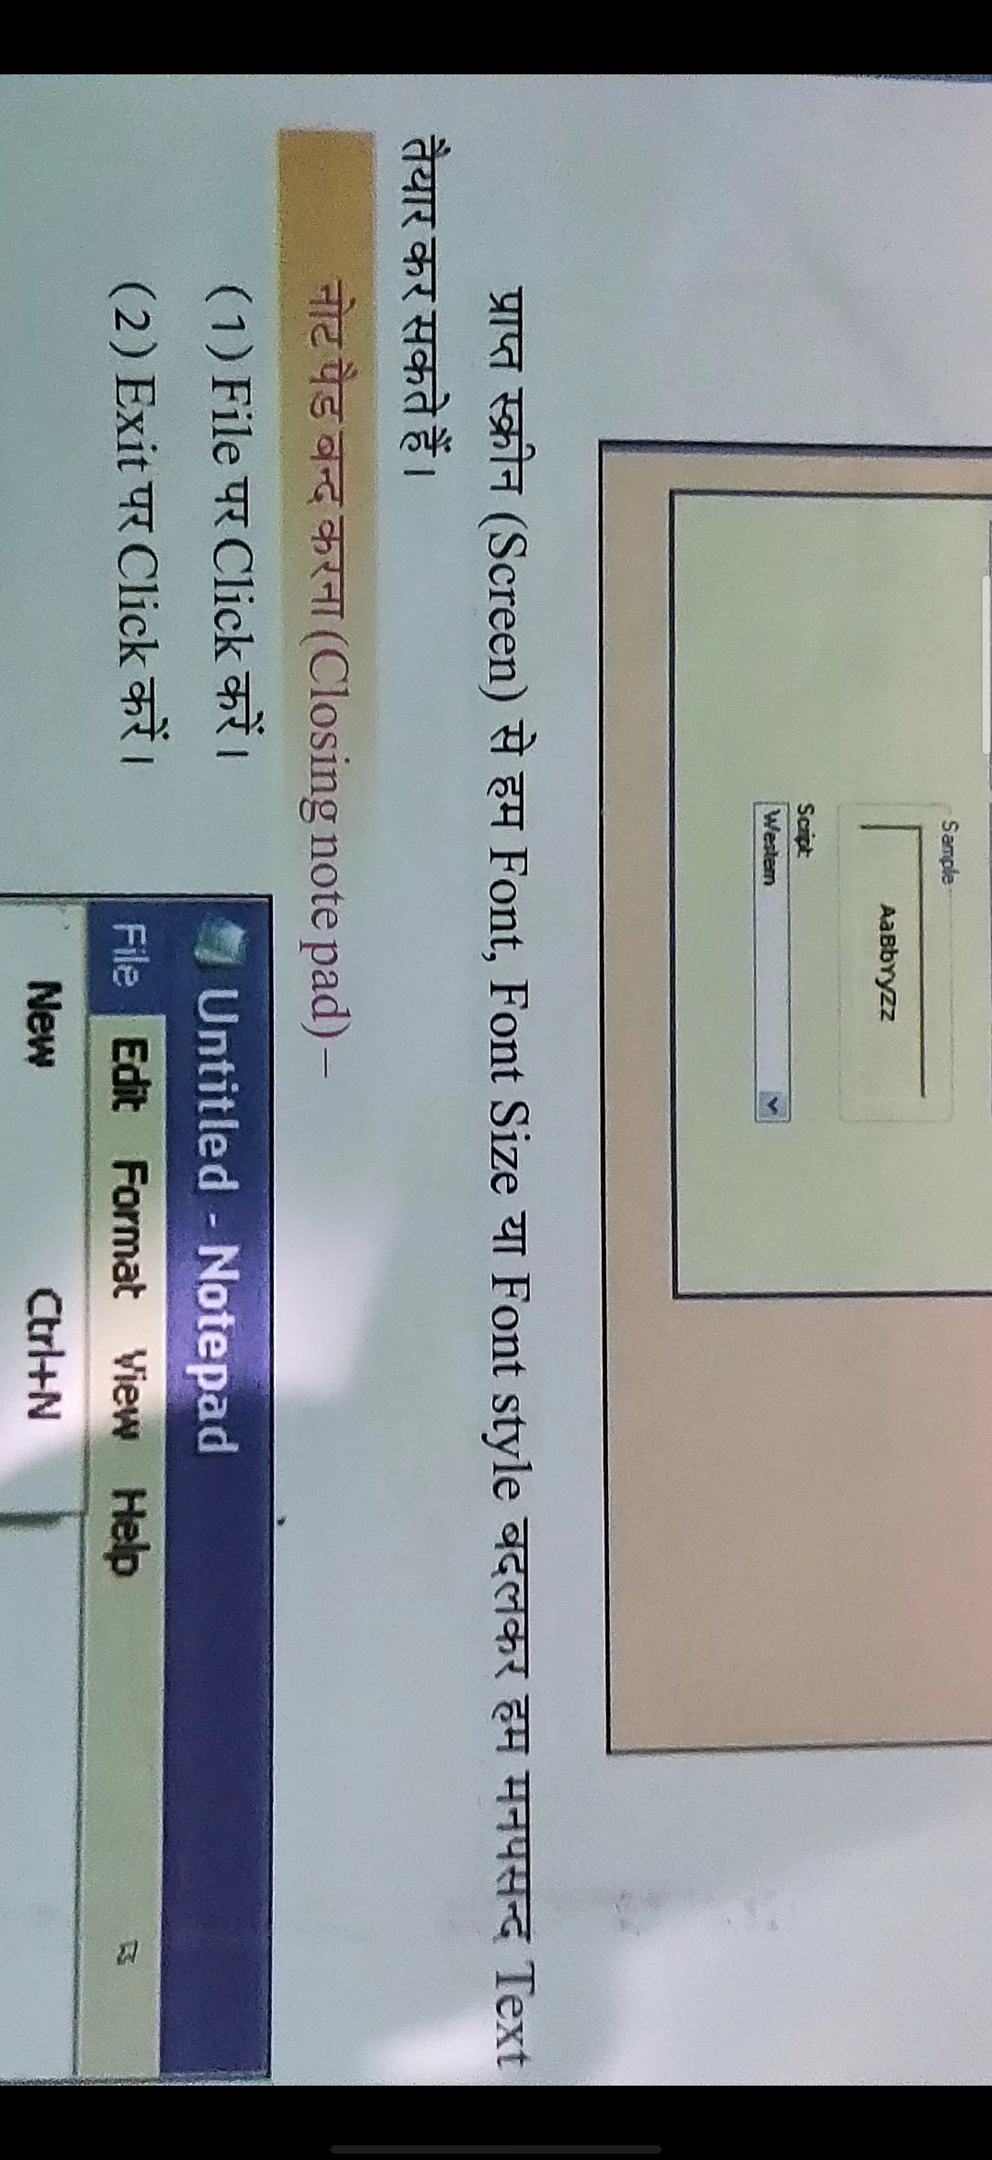 Sample
AaBbYyZz
Script:
Western
प्राप्त स्क्रीन (Screen) से हम Font, Font Size या Font style बदलकर हम मनपसन्द Text
तैयार कर सकते हैं।
नोट पैड बन्द करना (Closing note pad) –
(1) File पर Click करें।
(2) Exit पर Click करें।
Untitled - Notepad
File Edit Format View Help
New Ctrl+N